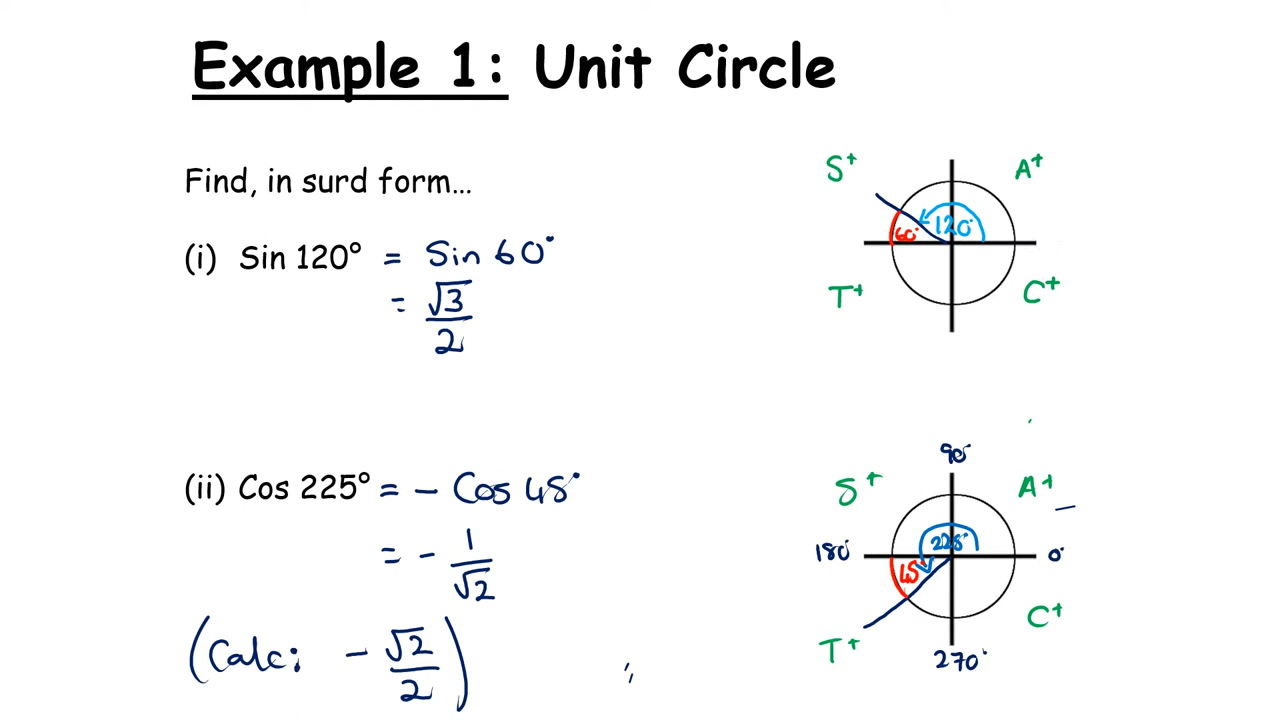 Example 1: Unit Circle
Find, in surd form…
(i) Sin 120° = Sin 60°
= √3/2
S+ A+
120°
60°
T+ C+
(ii) Cos 225° = - Cos 45°
= - 1/√2
(Calc: - √2/2)
90°
S+ A+
225°
180° 0°
45
C+
T+
270°